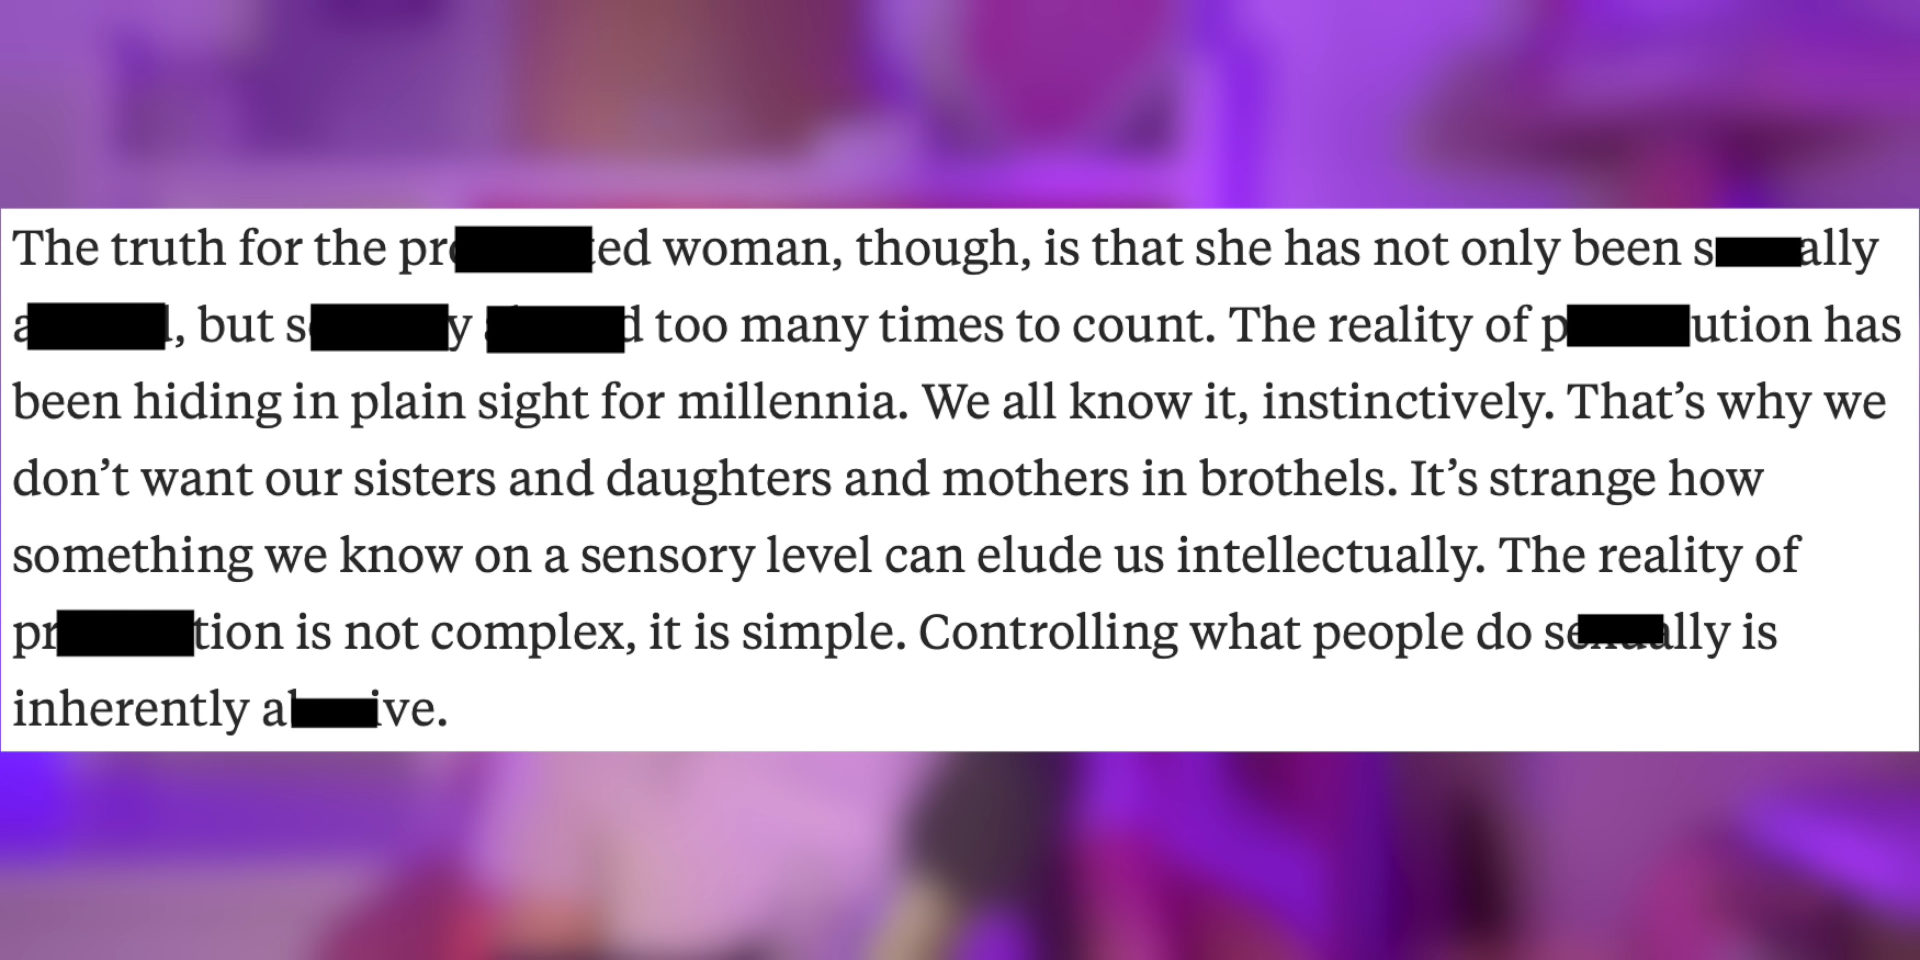 The truth for the woman, though, is that she has not only been
but too many times to count. The reality of has
been hiding in plain sight for millennia. We all know it, instinctively. That’s why we
don’t want our sisters and daughters and mothers in brothels. It’s strange how
something we know on a sensory level can elude us intellectually. The reality of
is not complex, it is simple. Controlling what people do sexually is
inherently